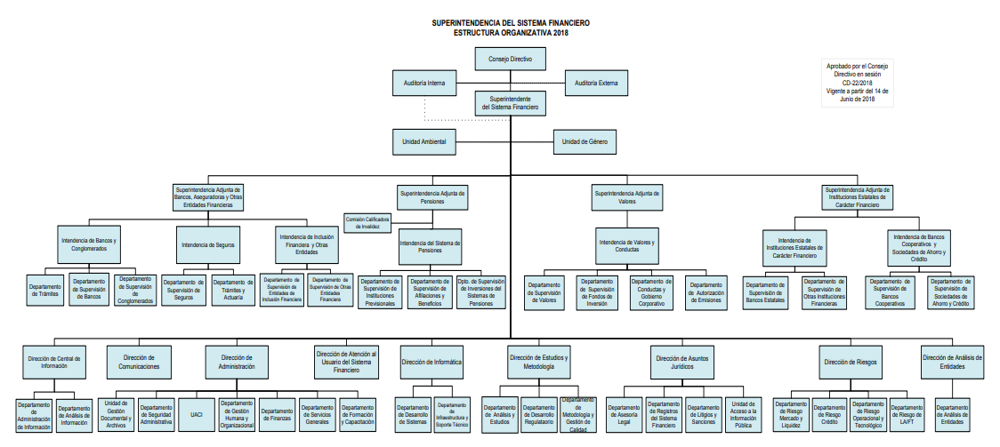 SUPERINTENDENCIA DEL SISTEMA FINANCIERO
ESTRUCTURA ORGANIZATIVA 2018
Consejo Directivo
Aprobado por el Consejo
Directivo en sesión
CD-22/2018
Vigente a partir del 14 de
Junio de 2018
Auditoría Interna
Auditoría Externa
Superintendente
del Sistema Financiero
Unidad Ambiental
Unidad de Género
Superintendencia Adjunta de
Bancos, Aseguradoras y Otras
Entidades Financieras
Superintendencia Adjunta de
Pensiones
Superintendencia Adjunta de
Valores
Superintendencia Adjunta de
Instituciones Estatales de
Carácter Financiero
Comisión Calificadora
de Invalidez
Intendencia de Bancos y
Conglomerados
Intendencia de Seguros
Intendencia de Inclusión
Financiera y Otras
Entidades
Intendencia del Sistema de
Pensiones
Intendencia de Valores y
Conductas
Intendencia de
Instituciones Estatales de
Carácter Financiero
Intendencia de Bancos
Cooperativos y
Sociedades de Ahorro y
Crédito
Departamento
de Trámites
Departamento
de Supervisión
de Bancos
Departamento
de Supervisión
de
Conglomerados
Departamento
de
Supervisión de
Seguros
Departamento
de
Trámites y
Actuaría
Departamento de
Supervisión de
Entidades de
Inclusión Financiera
Departamento de
Supervisión de Otras
Entidades
Financiera
Departamento de
Supervisión de
Instituciones
Previsionales
Departamento de
Supervisión de
Afiliaciones y
Beneficios
Dpto. de Supervisión
de Inversiones del
Sistemas de
Pensiones
Departamento
de Supervisión
de Valores
Departamento
de Supervisión
de Fondos de
Inversión
Departamento de
Conductas y
Gobierno
Corporativo
Departamento
de Autorización
de Emisiones
Departamento de
Supervisión de
Bancos Estatales
Departamento de
Supervisión de
Otras Instituciones
Financieras
Departamento de
Supervisión de
Bancos
Cooperativos
Departamento de
Supervisión de
Sociedades de
Ahorro y Crédito
Dirección de Central de
Información
Dirección de
Comunicaciones
Dirección de
Administración
Dirección de Atención al
Usuario del Sistema
Financiero
Dirección de Informática
Dirección de Estudios y
Metodología
Dirección de Asuntos
Jurídicos
Dirección de Riesgos
Dirección de Análisis de
Entidades
Departamento
de
Administración
de Información
Departamento
de Análisis de
Información
Unidad de
Gestión
Documental y
Archivos
Departamento
de Seguridad
Administrativa
UACI
Departamento
de Gestión
Humana y
Organizacional
Departamento
de Finanzas
Departamento
de Servicios
Generales
Departamento
de Formación
y Capacitación
Departamento
de Desarrollo
de Sistemas
Departamento
de
Infraestructura y
Soporte Técnico
Departamento
de Análisis y
Estudios
Departamento
de Desarrollo
Regulatorio
Departamento
de
Metodología y
Gestión de
Calidad
Departamento
de Asesoría
Legal
Departamento
de Registros
del Sistema
Financiero
Departamento
de Litigios y
Sanciones
Unidad de
Acceso a la
Información
Pública
Departamento
de Riesgo
Mercado y
Liquidez
Departamento
de Riesgo
Crédito
Departamento
de Riesgo
Operacional y
Tecnológico
Departamento
de Riesgo de
LA/FT
Departamento
de Análisis de
Entidades